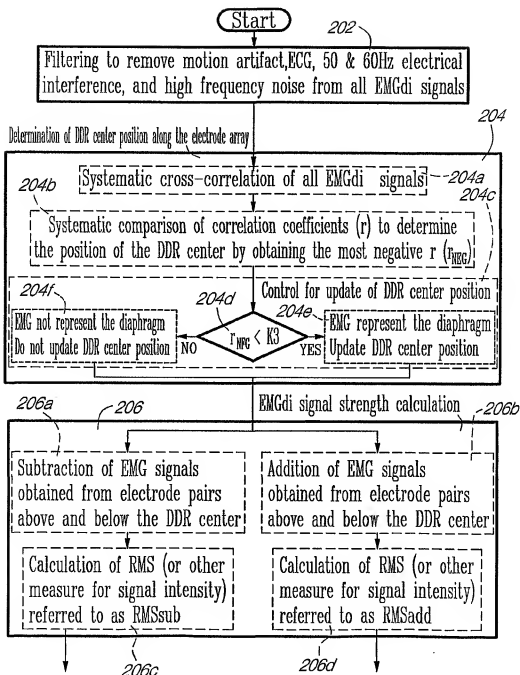 Start
202
Filtering to remove motion artifact,ECG, 50 & 60Hz electrical
interference, and high frequency noise from all EMGdi signals
Determination of DDR center position along the electrode array
204
Systematic cross-correlation of all EMGdi signals
204a
204b
204c
Systematic comparison of correlation coefficients (r) to determine
the position of the DDR center by obtaining the most negative r (rNEG)
Control for update of DDR center position
204f
204d
204e
EMG not represent the diaphragm
Do not update DDR center position
NO
rNEG < K3
YES
EMG represent the diaphragm
Update DDR center position
EMGdi signal strength calculation
206a
206
206b
Subtraction of EMG signals
obtained from electrode pairs
above and below the DDR center
Addition of EMG signals
obtained from electrode pairs
above and below the DDR center
Calculation of RMS (or other
measure for signal intensity)
referred to as RMSsub
Calculation of RMS (or other
measure for signal intensity)
referred to as RMSadd
206c
206d